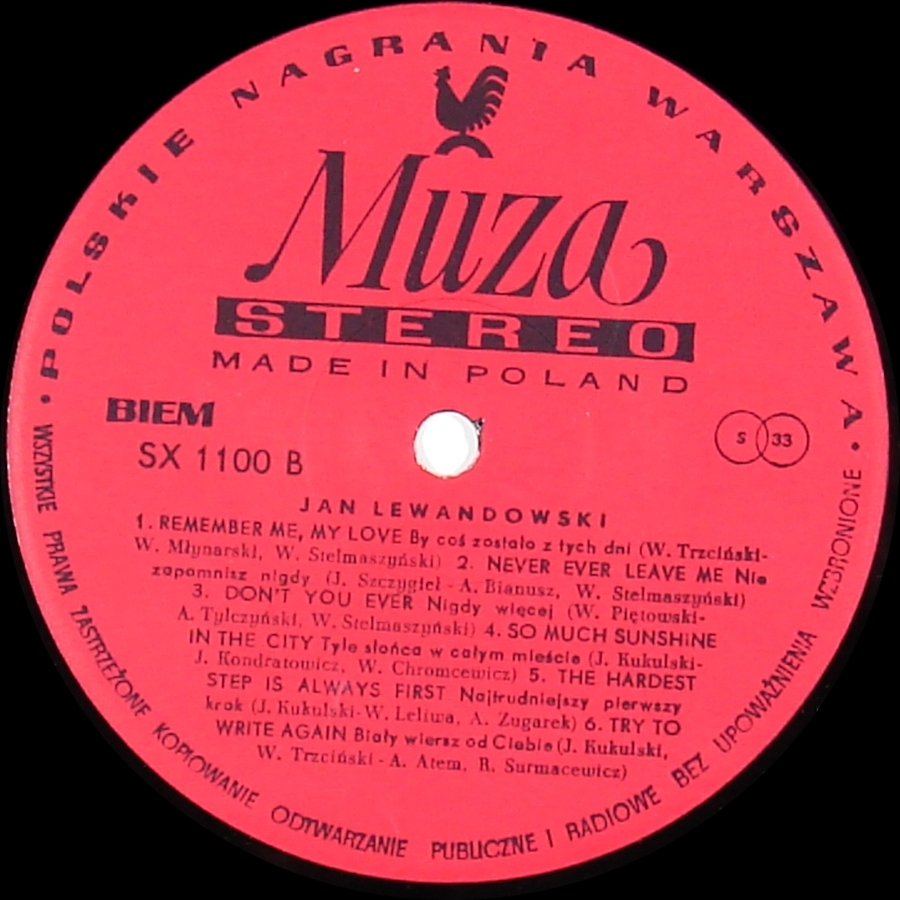 POLSKIE NAGRANIA WARSZAWA
Muza
STEREO
MADE IN POLAND
BIEM
SX 1100 B
S 33
JAN LEWANDOWSKI
1. REMEMBER ME, MY LOVE By coś zostało z tych dni (W. Trzciński-
W. Młynarski, W. Stelmaszyński) 2. NEVER EVER LEAVE ME Nie
zapomnisz nigdy (J. Szczygieł - A. Bianusz, W. Stelmaszyński)
3. DON'T YOU EVER Nigdy więcej (W. Piętowski-
A. Tylczyński, W. Stelmaszyński) 4. SO MUCH SUNSHINE
IN THE CITY Tyle słońca w całym mieście (J. Kukulski-
J. Kondratowicz, W. Chromcewicz) 5. THE HARDEST
STEP IS ALWAYS FIRST Najtrudniejszy pierwszy
krok (J. Kukulski-W. Leliwa, A. Zugarek) 6. TRY TO
WRITE AGAIN Biały wiersz od Ciebie (J. Kukulski,
W. Trzciński - A. Atem, R. Surmacewicz)
• WSZYSTKIE PRAWA ZASTRZEŻONE KOPIOWANIE ODTWARZANIE PUBLICZNE I RADIOWE BEZ UPOWAŻNIENIA WZBRONIONE •